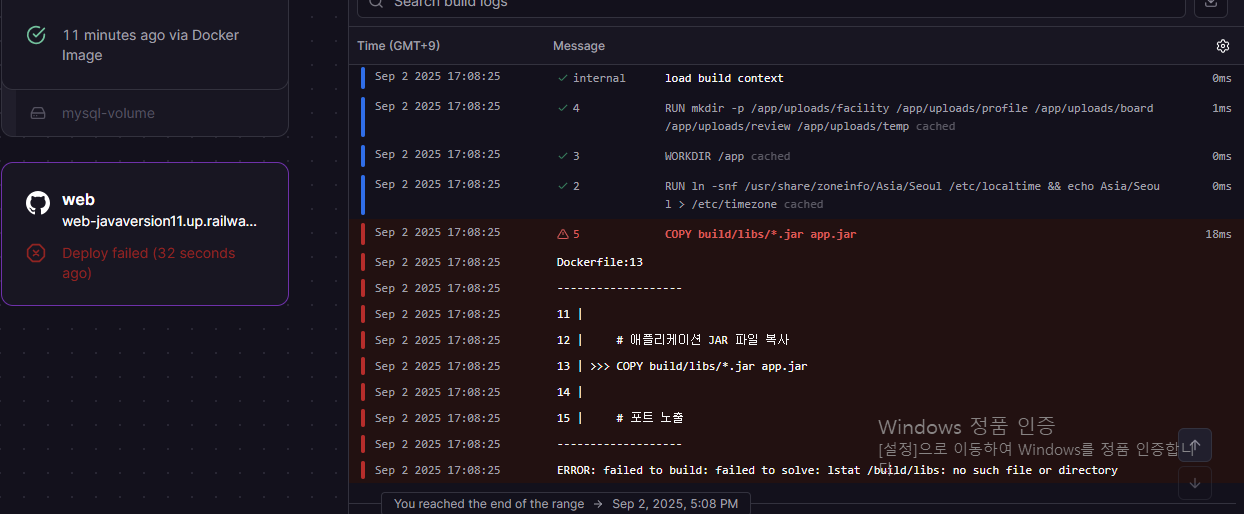 Search build logs
11 minutes ago via Docker
Image
mysql-volume
web
web-javaversion11.up.railwa...
Deploy failed (32 seconds
ago)
Time (GMT+9) Message
Sep 2 2025 17:08:25 internal load build context 0ms
Sep 2 2025 17:08:25 4 RUN mkdir -p /app/uploads/facility /app/uploads/profile /app/uploads/board 1ms
/app/uploads/review /app/uploads/temp cached
Sep 2 2025 17:08:25 3 WORKDIR /app cached 0ms
Sep 2 2025 17:08:25 2 RUN ln -snf /usr/share/zoneinfo/Asia/Seoul /etc/localtime && echo Asia/Seou 0ms
l > /etc/timezone cached
Sep 2 2025 17:08:25 5 COPY build/libs/*.jar app.jar 18ms
Sep 2 2025 17:08:25 Dockerfile:13
Sep 2 2025 17:08:25 -------------------
Sep 2 2025 17:08:25 11 |
Sep 2 2025 17:08:25 12 | # 애플리케이션 JAR 파일 복사
Sep 2 2025 17:08:25 13 | >>> COPY build/libs/*.jar app.jar
Sep 2 2025 17:08:25 14 |
Sep 2 2025 17:08:25 15 | # 포트 노출
Sep 2 2025 17:08:25 -------------------
Sep 2 2025 17:08:25 ERROR: failed to build: failed to solve: lstat /build/libs: no such file or directory
Windows 정품 인증
[설정]으로 이동하여 Windows를 정품 인증합니
다.
You reached the end of the range → Sep 2, 2025, 5:08 PM